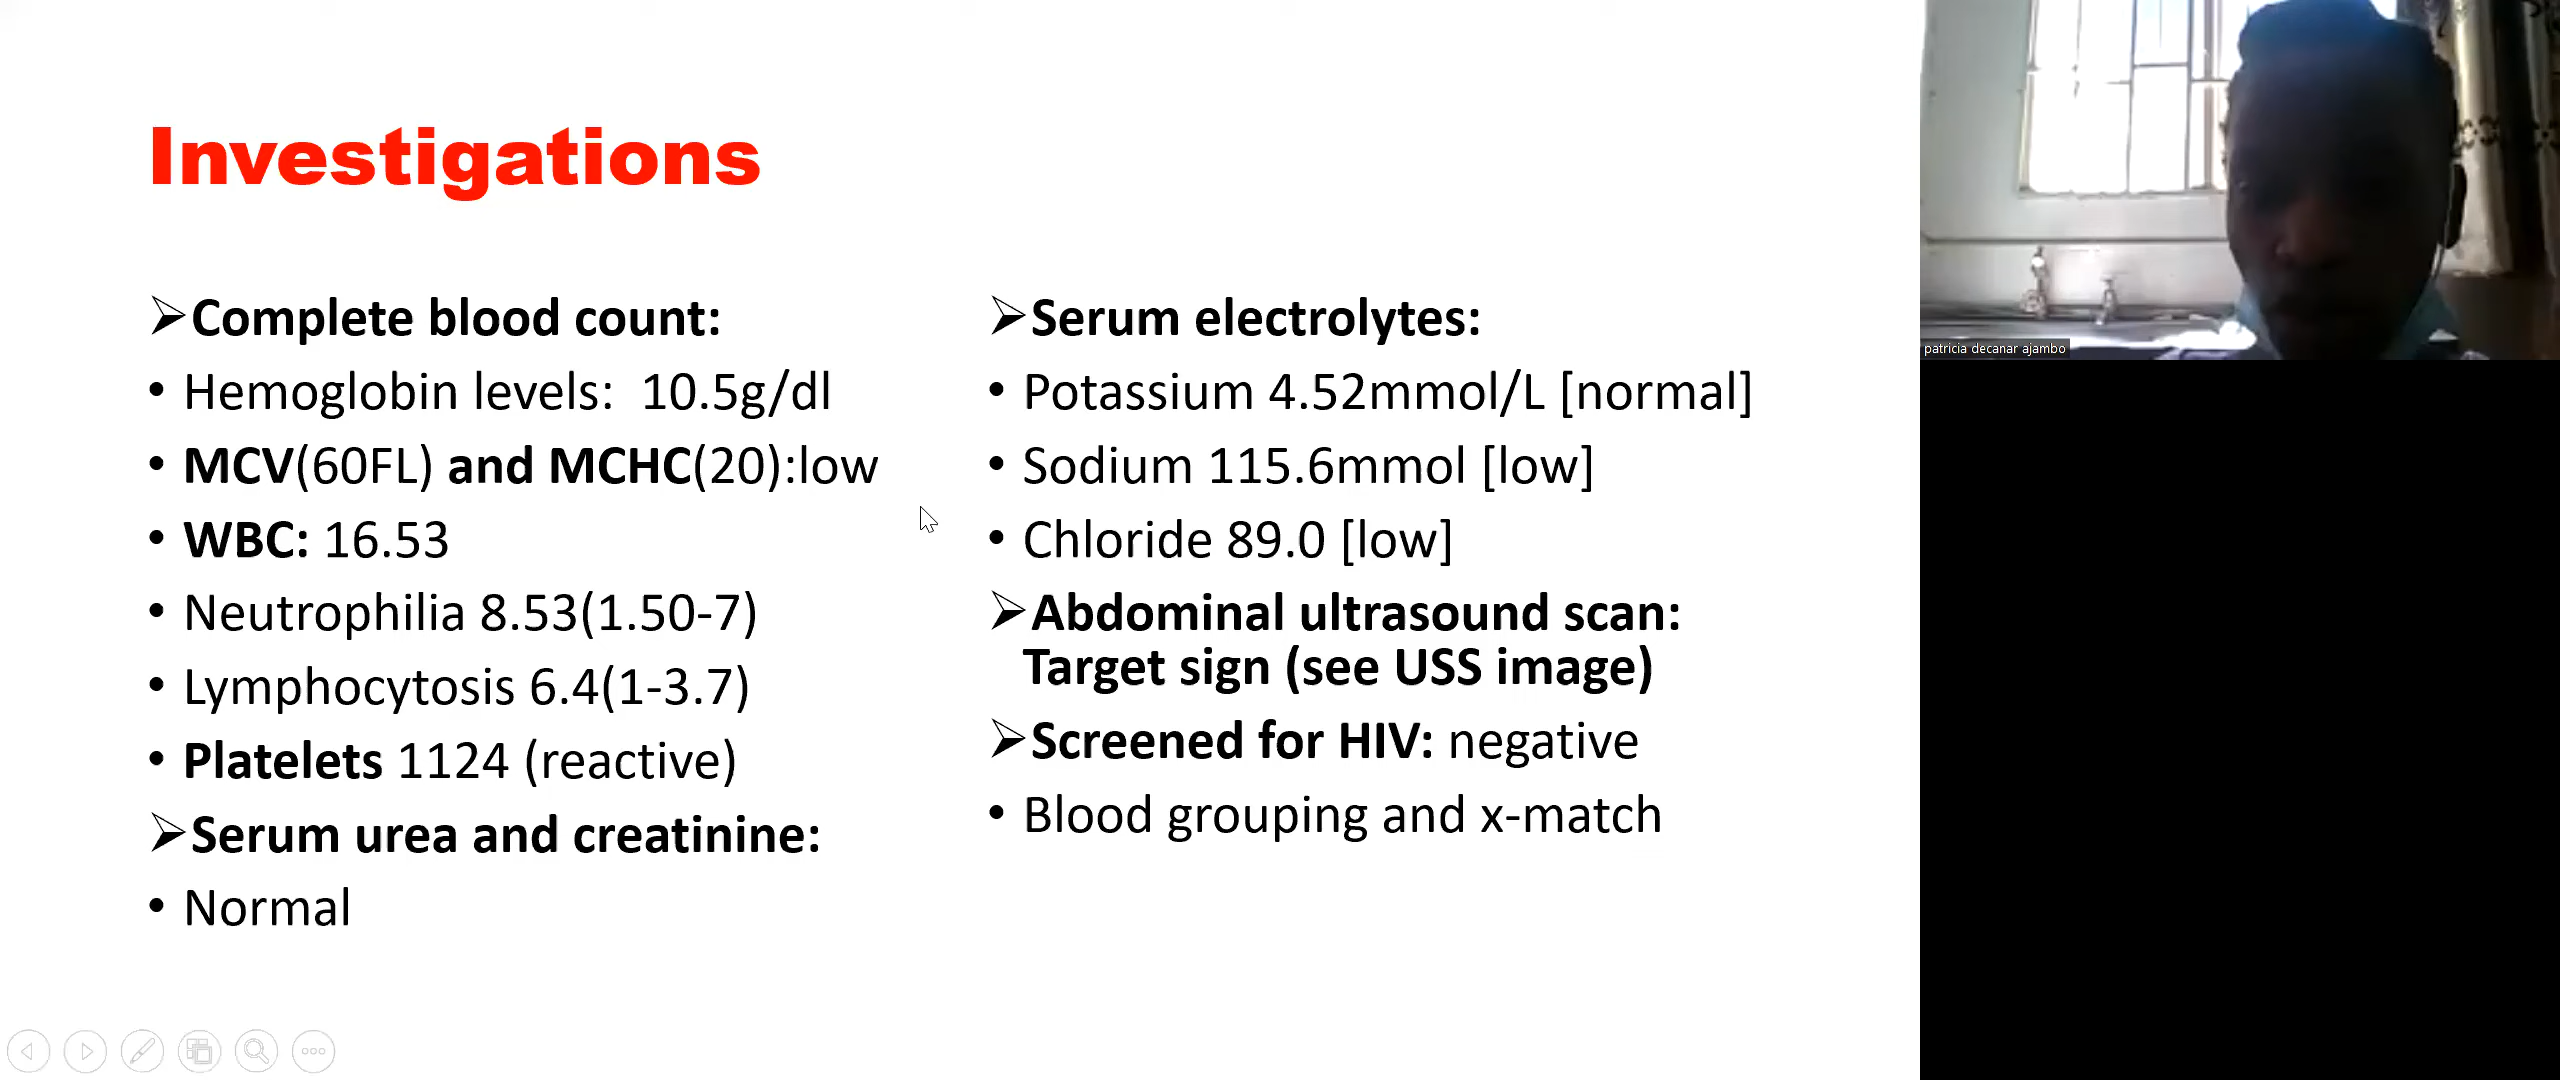 Investigations
➢Complete blood count:
• Hemoglobin levels:  10.5g/dl
• MCV(60FL) and MCHC(20):low
• WBC: 16.53
• Neutrophilia 8.53(1.50-7)
• Lymphocytosis 6.4(1-3.7)
• Platelets 1124 (reactive)
➢Serum urea and creatinine:
• Normal
➢Serum electrolytes:
• Potassium 4.52mmol/L [normal]
• Sodium 115.6mmol [low]
• Chloride 89.0 [low]
➢Abdominal ultrasound scan:
Target sign (see USS image)
➢Screened for HIV: negative
• Blood grouping and x-match
patricia decanar ajambo